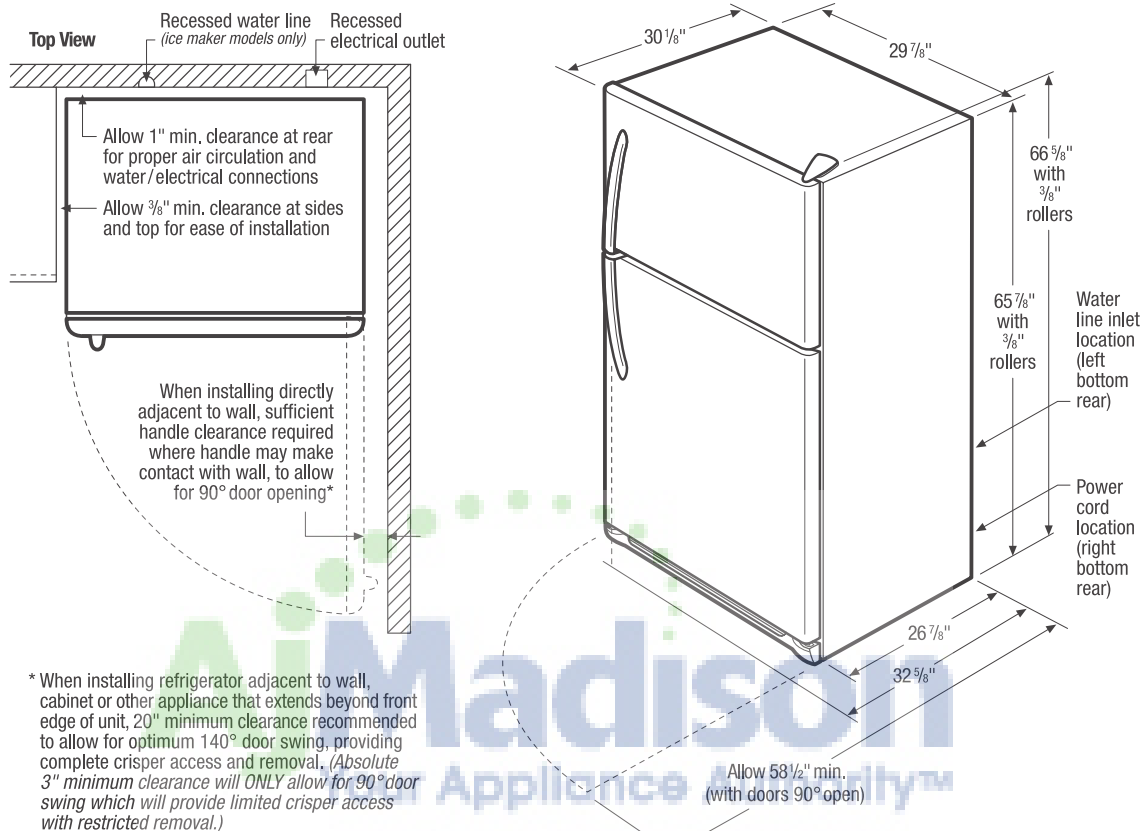 Top View
Recessed water line
(ice maker models only)
Recessed
electrical outlet
Allow 1" min. clearance at rear
for proper air circulation and
water/electrical connections
Allow 3/8" min. clearance at sides
and top for ease of installation
When installing directly
adjacent to wall, sufficient
handle clearance required
where handle may make
contact with wall, to allow
for 90° door opening*
* When installing refrigerator adjacent to wall,
cabinet or other appliance that extends beyond front
edge of unit, 20" minimum clearance recommended
to allow for optimum 140° door swing, providing
complete crisper access and removal. (Absolute
3" minimum clearance will ONLY allow for 90° door
swing which will provide limited crisper access
with restricted removal.)
30 1/8"
29 7/8"
66 5/8"
with
3/8"
rollers
65 7/8"
with
3/8"
rollers
Water
line inlet
location
(left
bottom
rear)
Power
cord
location
(right
bottom
rear)
26 7/8"
32 5/8"
Allow 58 1/2" min.
(with doors 90° open)
AjMadison
Your Appliance Authority™